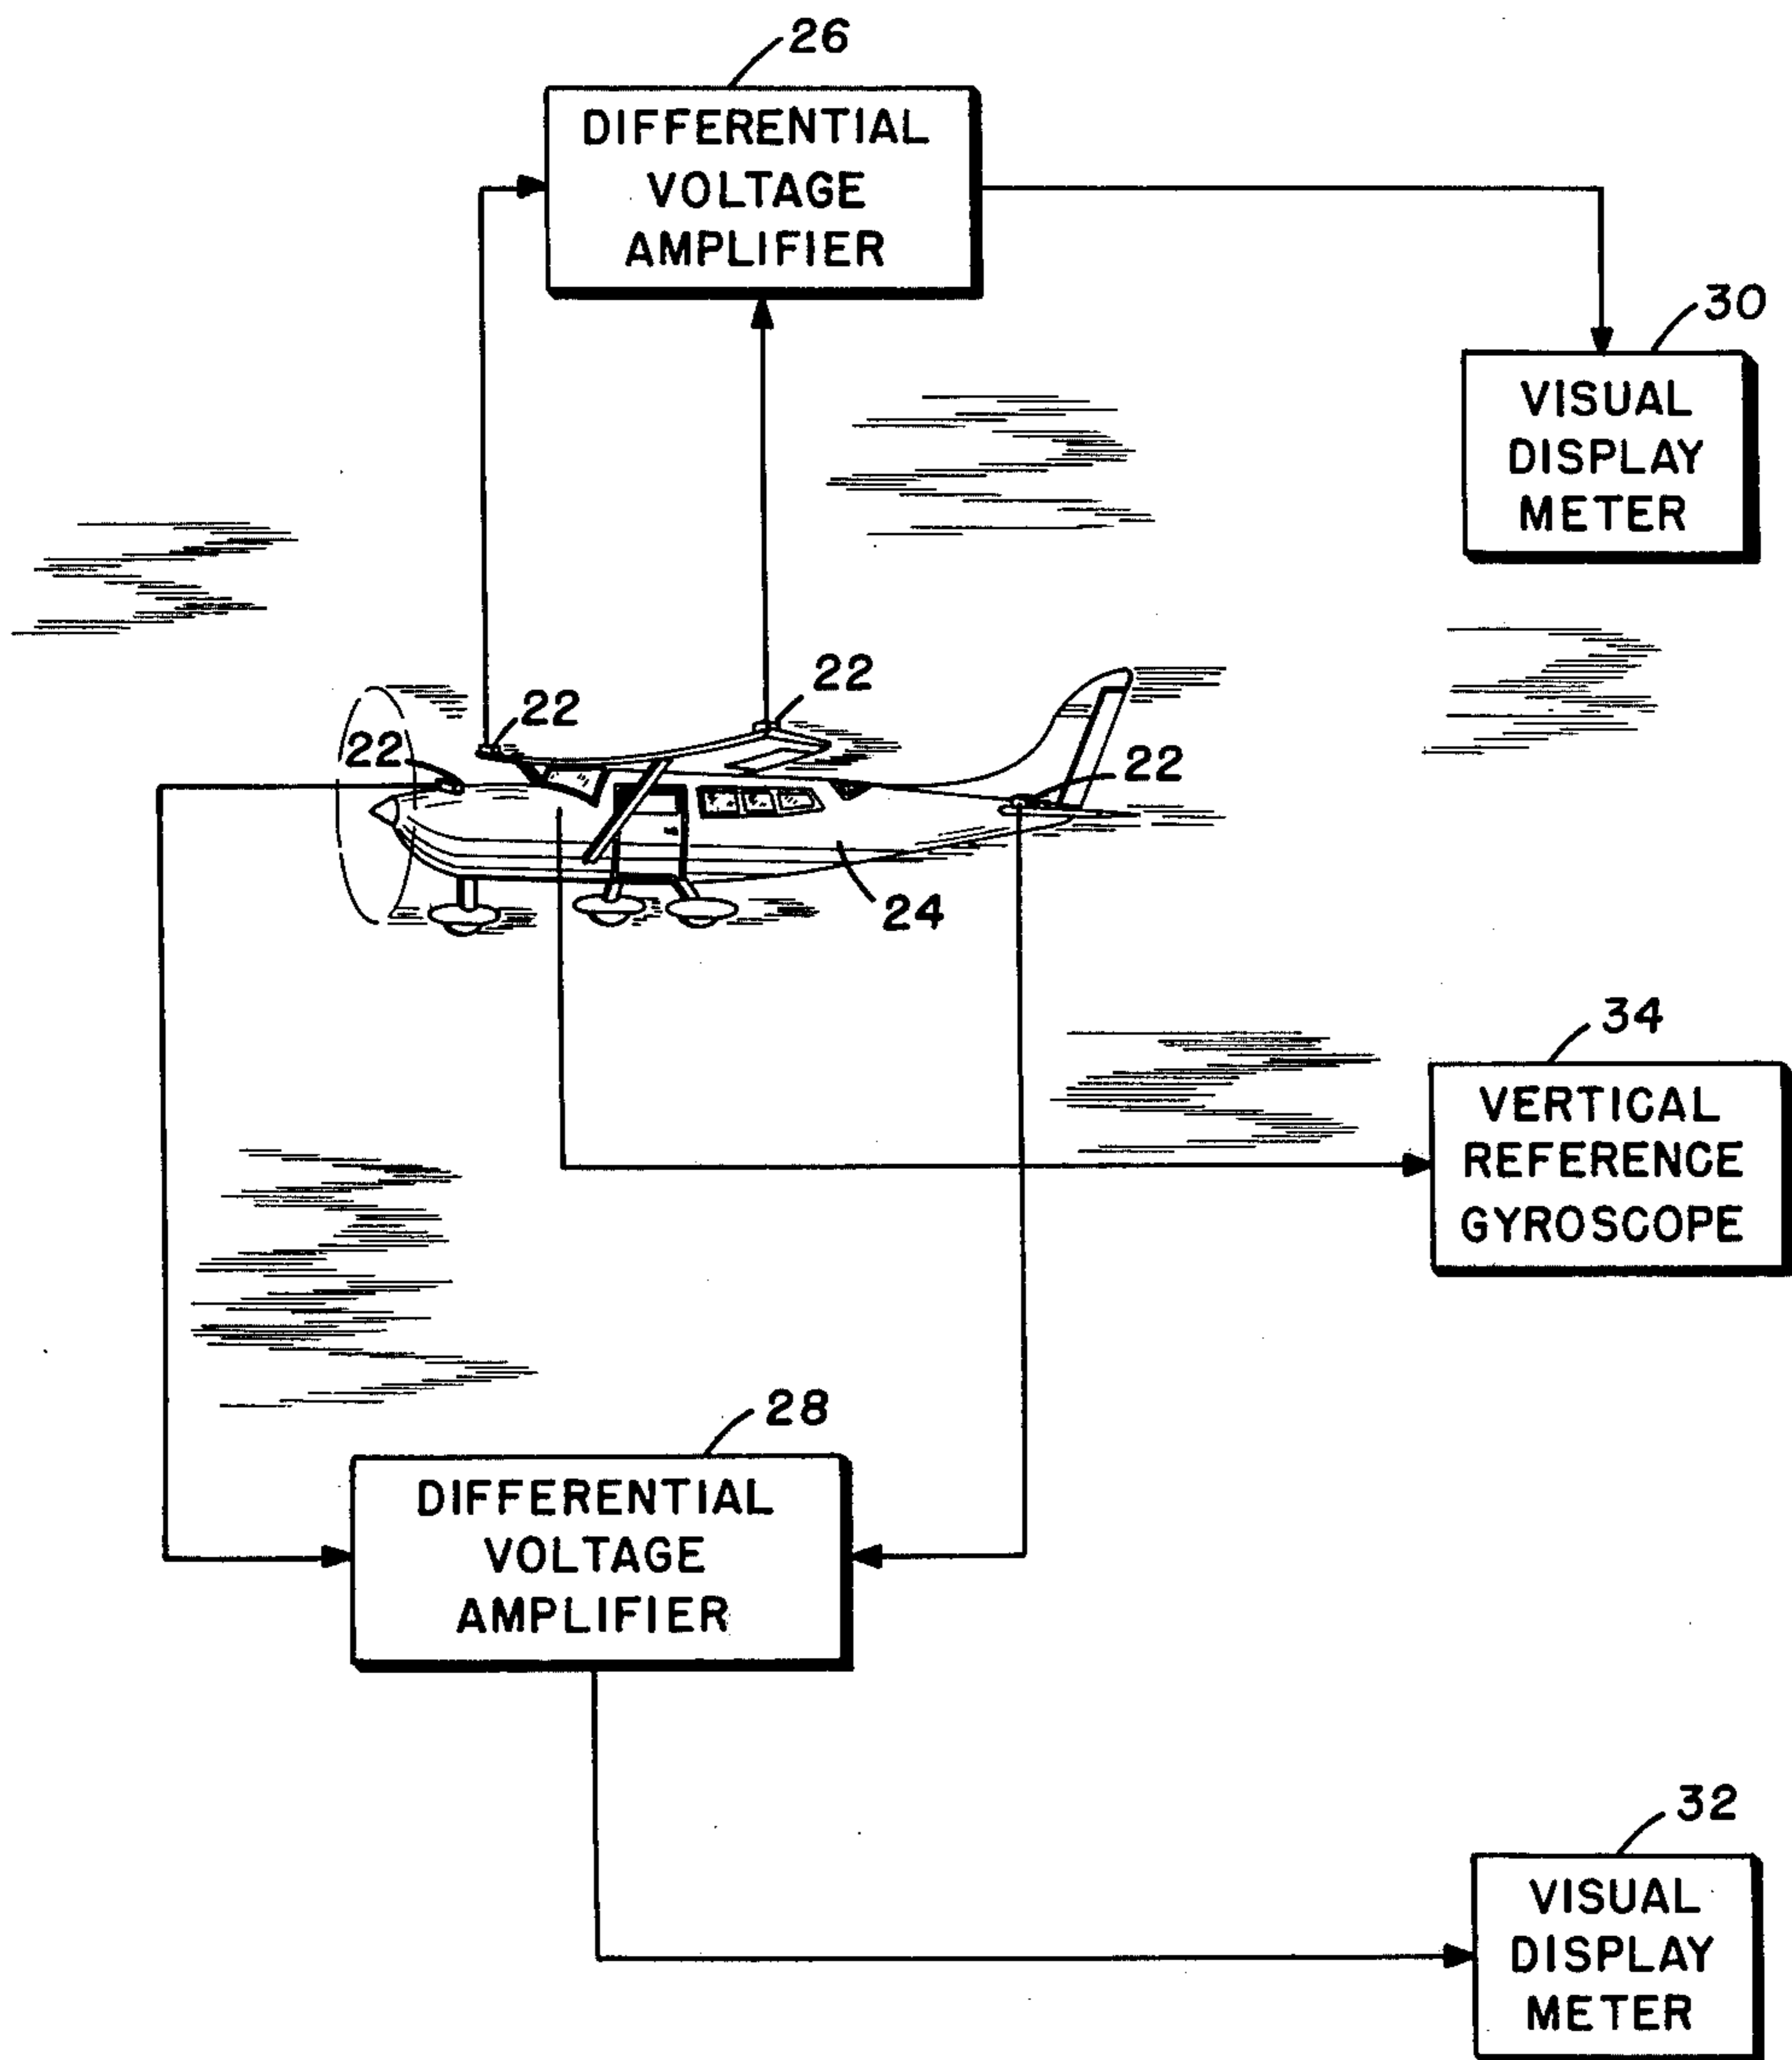 26
DIFFERENTIAL
VOLTAGE
AMPLIFIER
30
VISUAL
DISPLAY
METER
22
22
22
22
24
34
VERTICAL
REFERENCE
GYROSCOPE
28
DIFFERENTIAL
VOLTAGE
AMPLIFIER
32
VISUAL
DISPLAY
METER